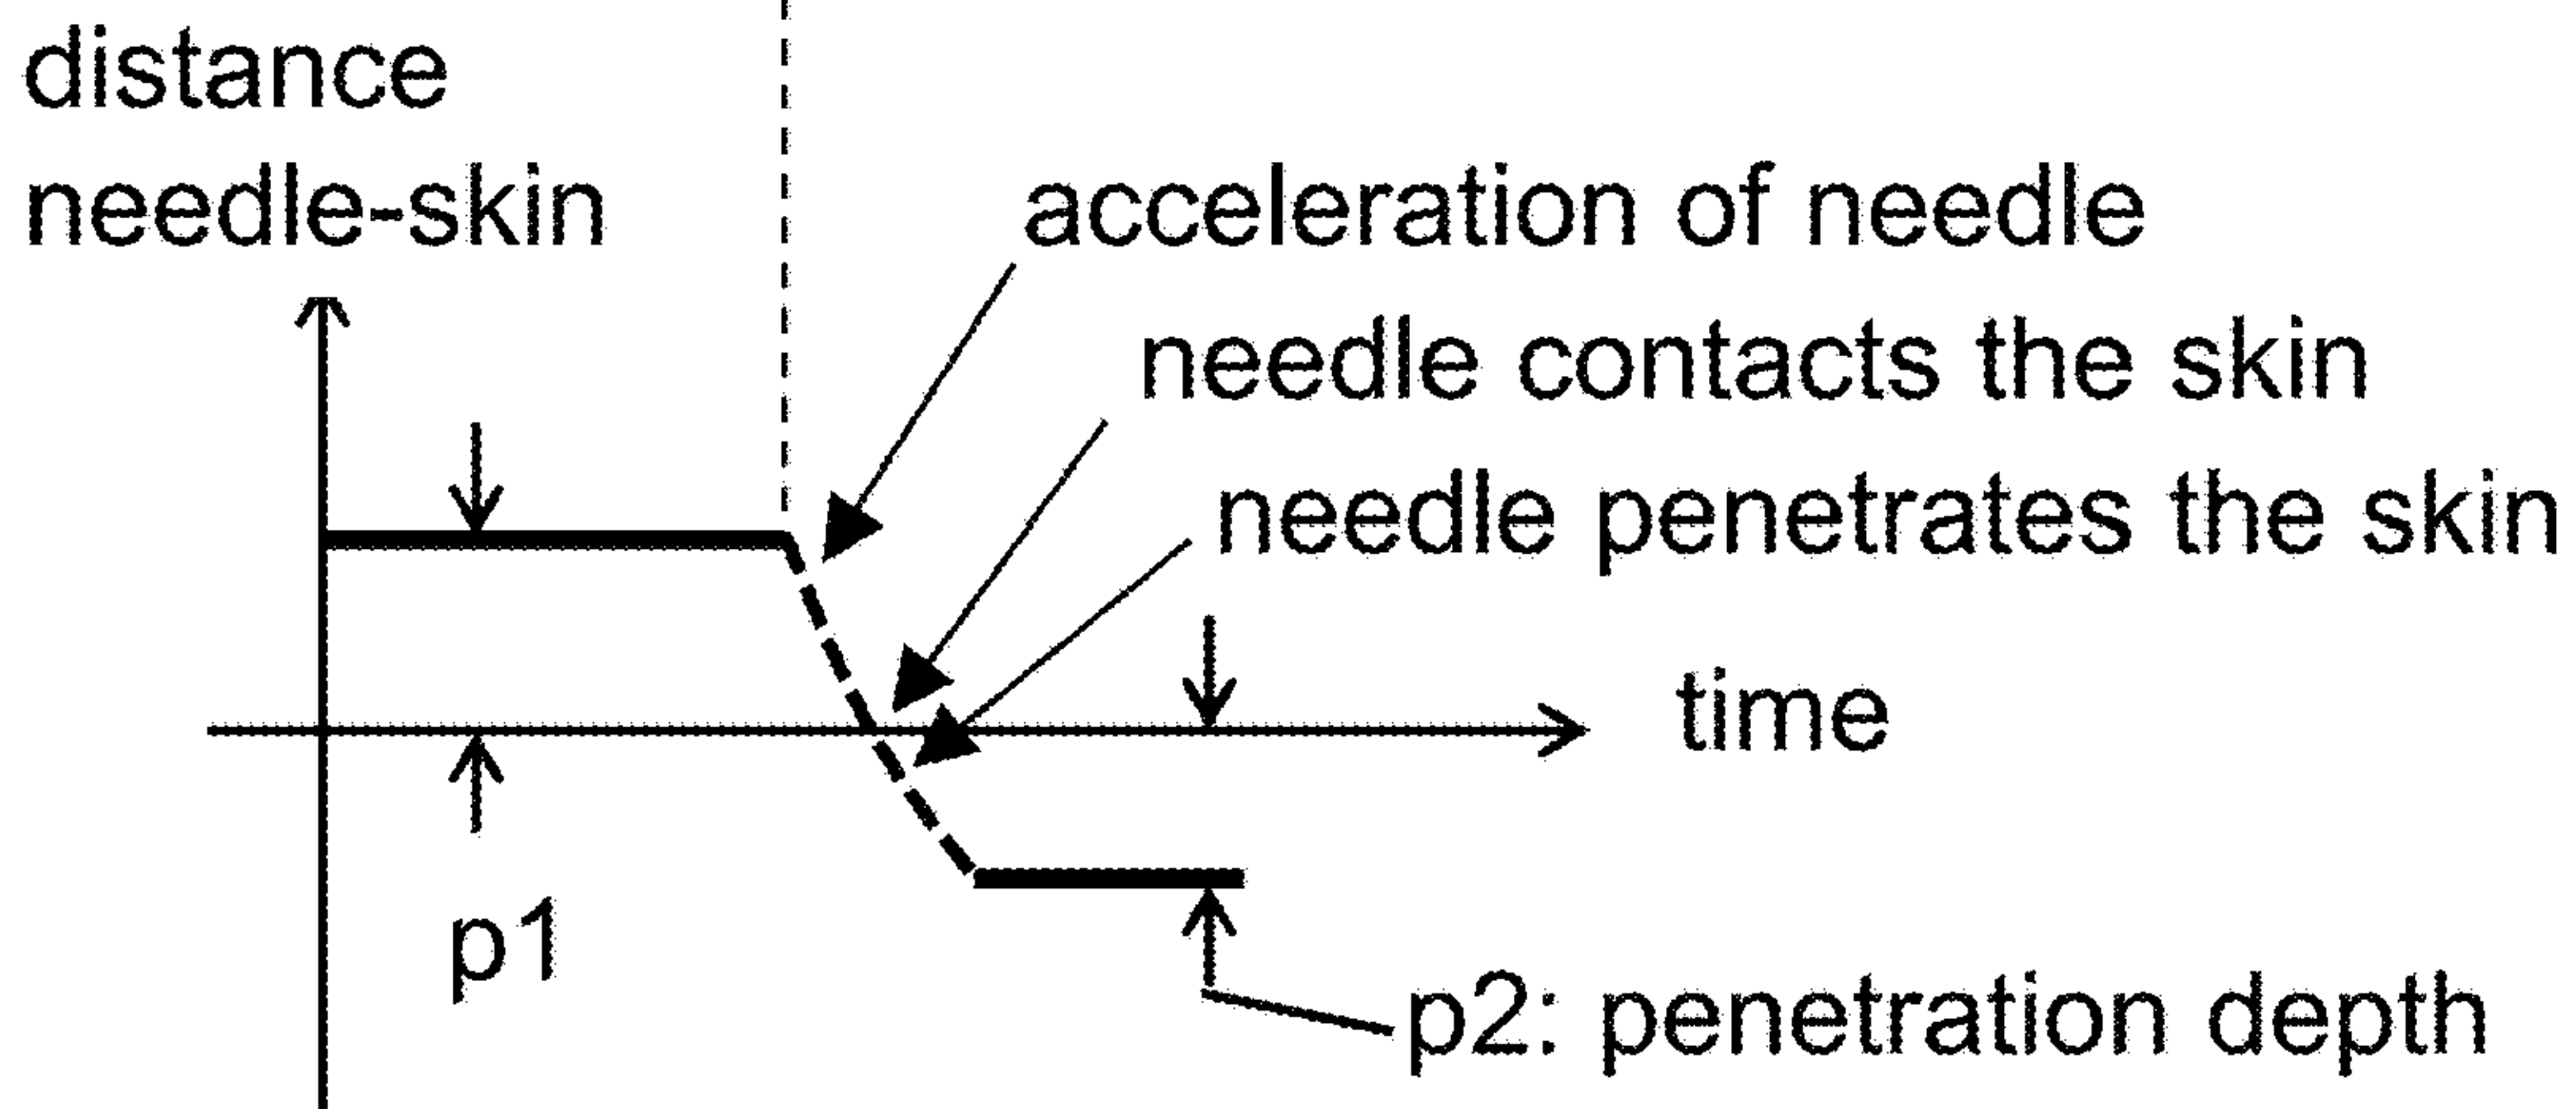 distance
needle-skin
acceleration of needle
needle contacts the skin
needle penetrates the skin
time
p1
p2: penetration depth